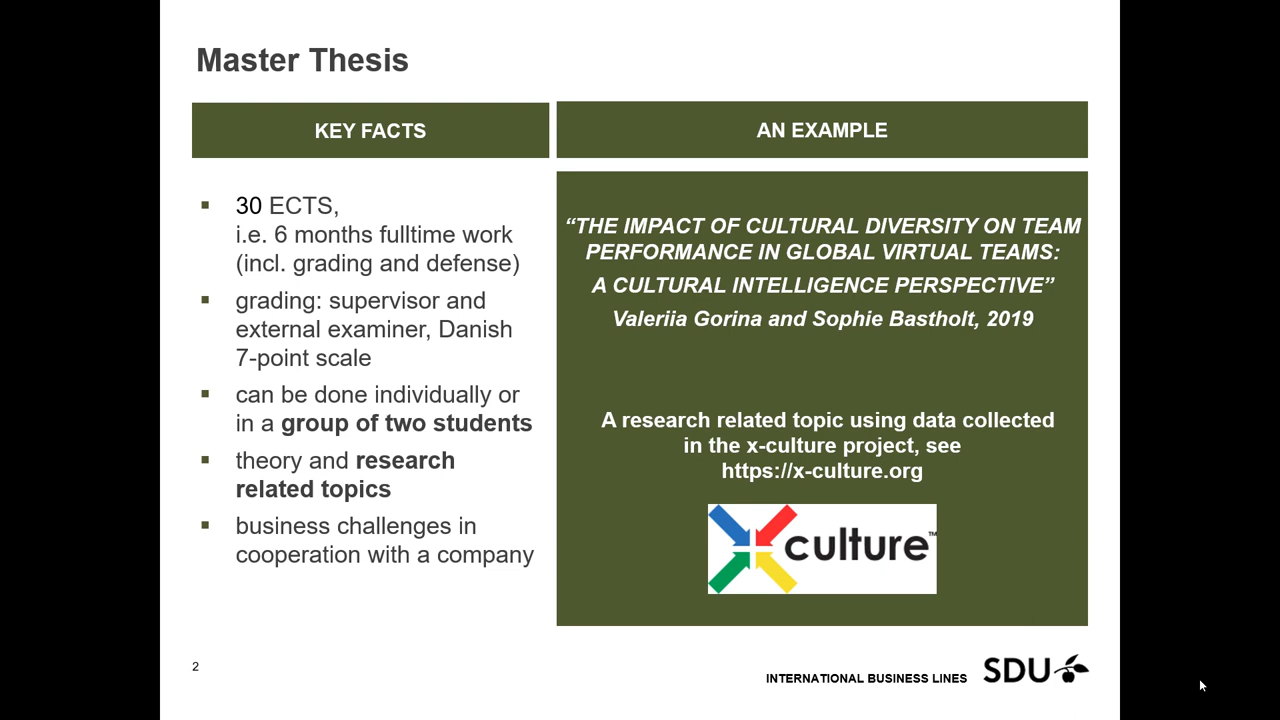 Master Thesis
KEY FACTS
AN EXAMPLE
30 ECTS,
i.e. 6 months fulltime work
(incl. grading and defense)
grading: supervisor and
external examiner, Danish
7-point scale
can be done individually or
in a group of two students
theory and research
related topics
business challenges in
cooperation with a company
“THE IMPACT OF CULTURAL DIVERSITY ON TEAM
PERFORMANCE IN GLOBAL VIRTUAL TEAMS:
A CULTURAL INTELLIGENCE PERSPECTIVE”
Valeriia Gorina and Sophie Bastholt, 2019
A research related topic using data collected
in the x-culture project, see
https://x-culture.org
culture™
2
INTERNATIONAL BUSINESS LINES
SDU